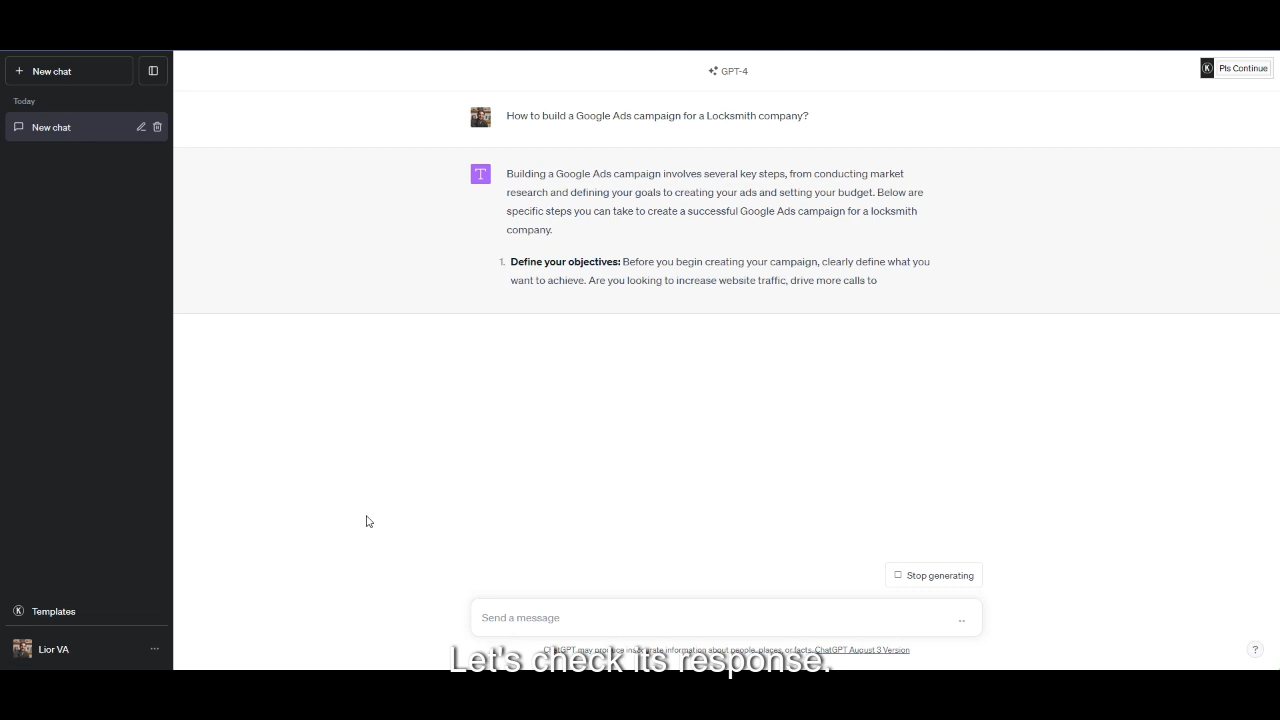 New chat
GPT-4
K Pls Continue
Today
New chat
How to build a Google Ads campaign for a Locksmith company?
T
Building a Google Ads campaign involves several key steps, from conducting market
research and defining your goals to creating your ads and setting your budget. Below are
specific steps you can take to create a successful Google Ads campaign for a locksmith
company.
1. Define your objectives: Before you begin creating your campaign, clearly define what you
want to achieve. Are you looking to increase website traffic, drive more calls to
Stop generating
Send a message
K Templates
Lior VA
about people, places, or facts. ChatGPT August 3 Version
?
Let's check its response.